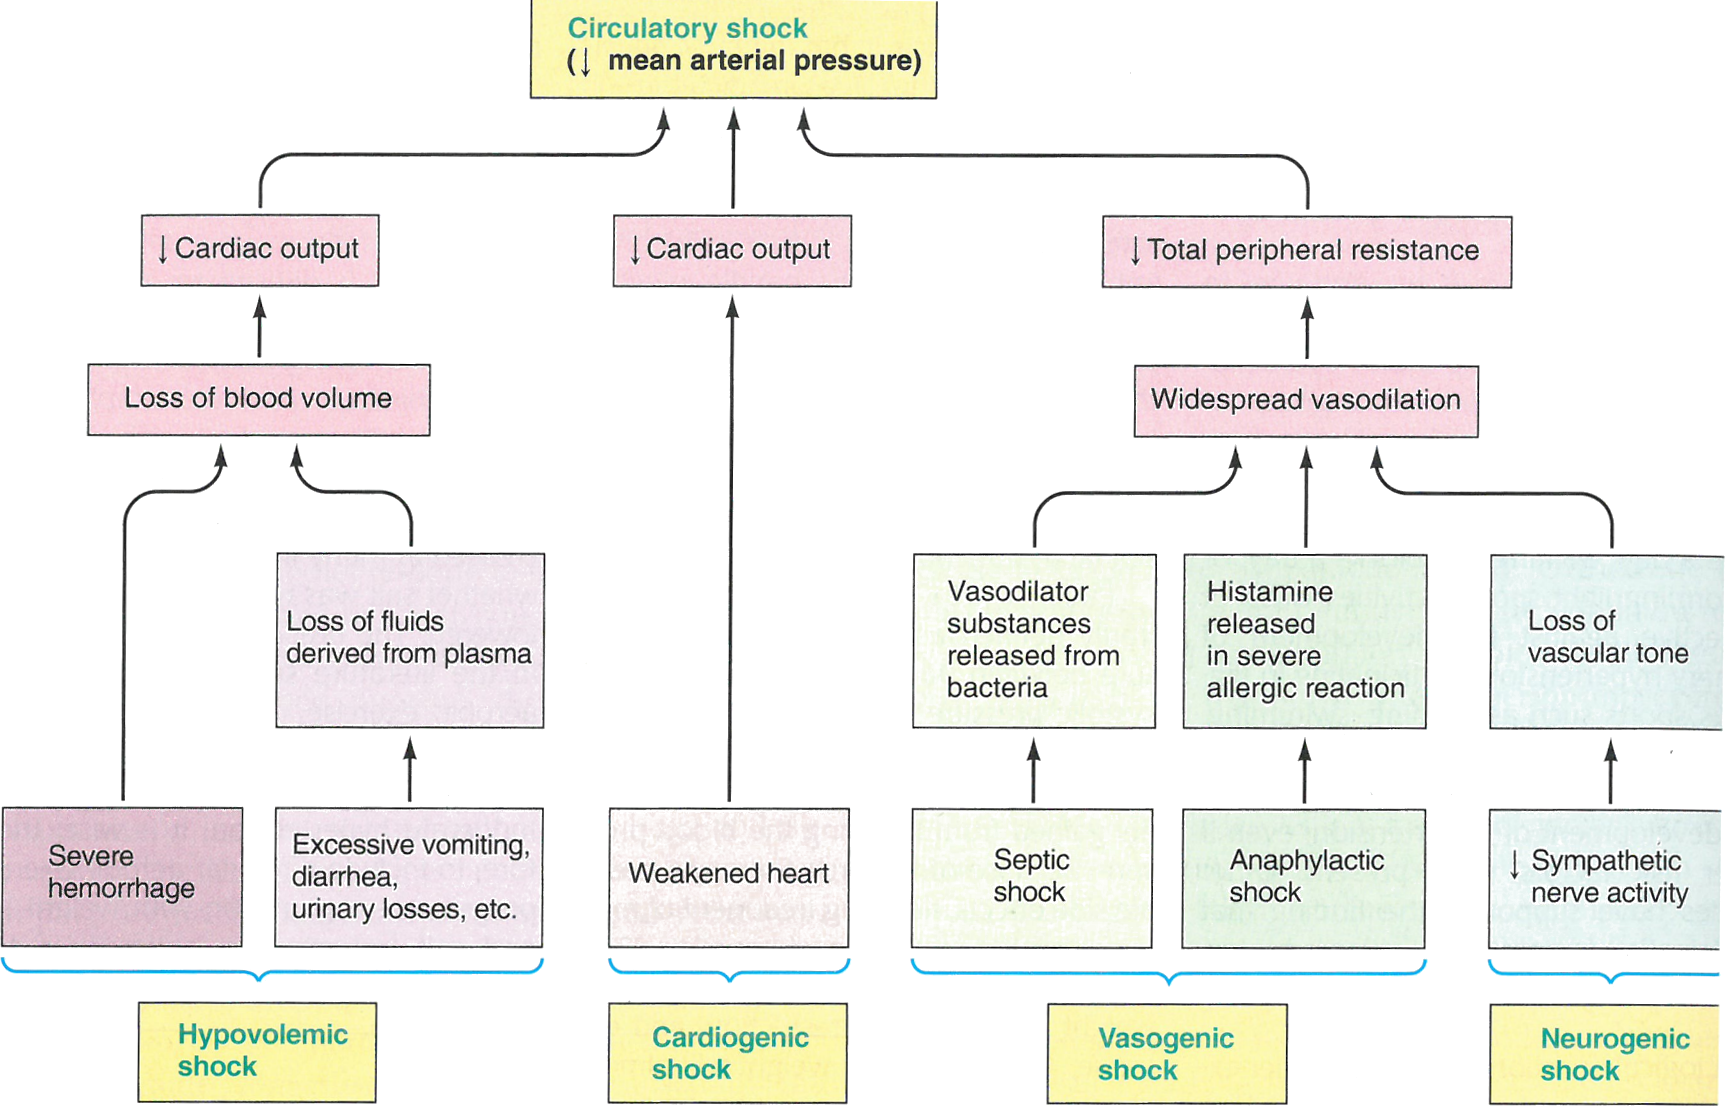 Circulatory shock
(↓ mean arterial pressure)
↓ Cardiac output
↓ Cardiac output
↓ Total peripheral resistance
Loss of blood volume
Widespread vasodilation
Loss of fluids
derived from plasma
Vasodilator
substances
released from
bacteria
Histamine
released
in severe
allergic reaction
Loss of
vascular tone
Severe
hemorrhage
Excessive vomiting,
diarrhea,
urinary losses, etc.
Weakened heart
Septic
shock
Anaphylactic
shock
↓ Sympathetic
nerve activity
Hypovolemic
shock
Cardiogenic
shock
Vasogenic
shock
Neurogenic
shock